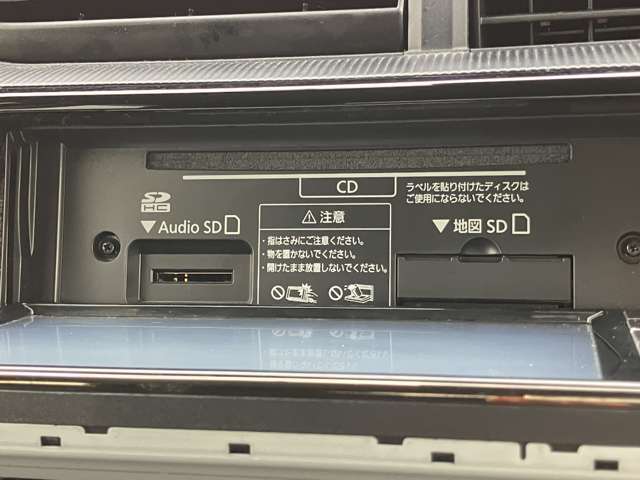 CD
ラベルを貼り付けたディスクは
ご使用にならないでください。
SD
HC
▼Audio SD
⚠注意
・指はさみにご注意ください。
・物を置かないでください。
・開けたまま放置しないでください。
▼地図 SD